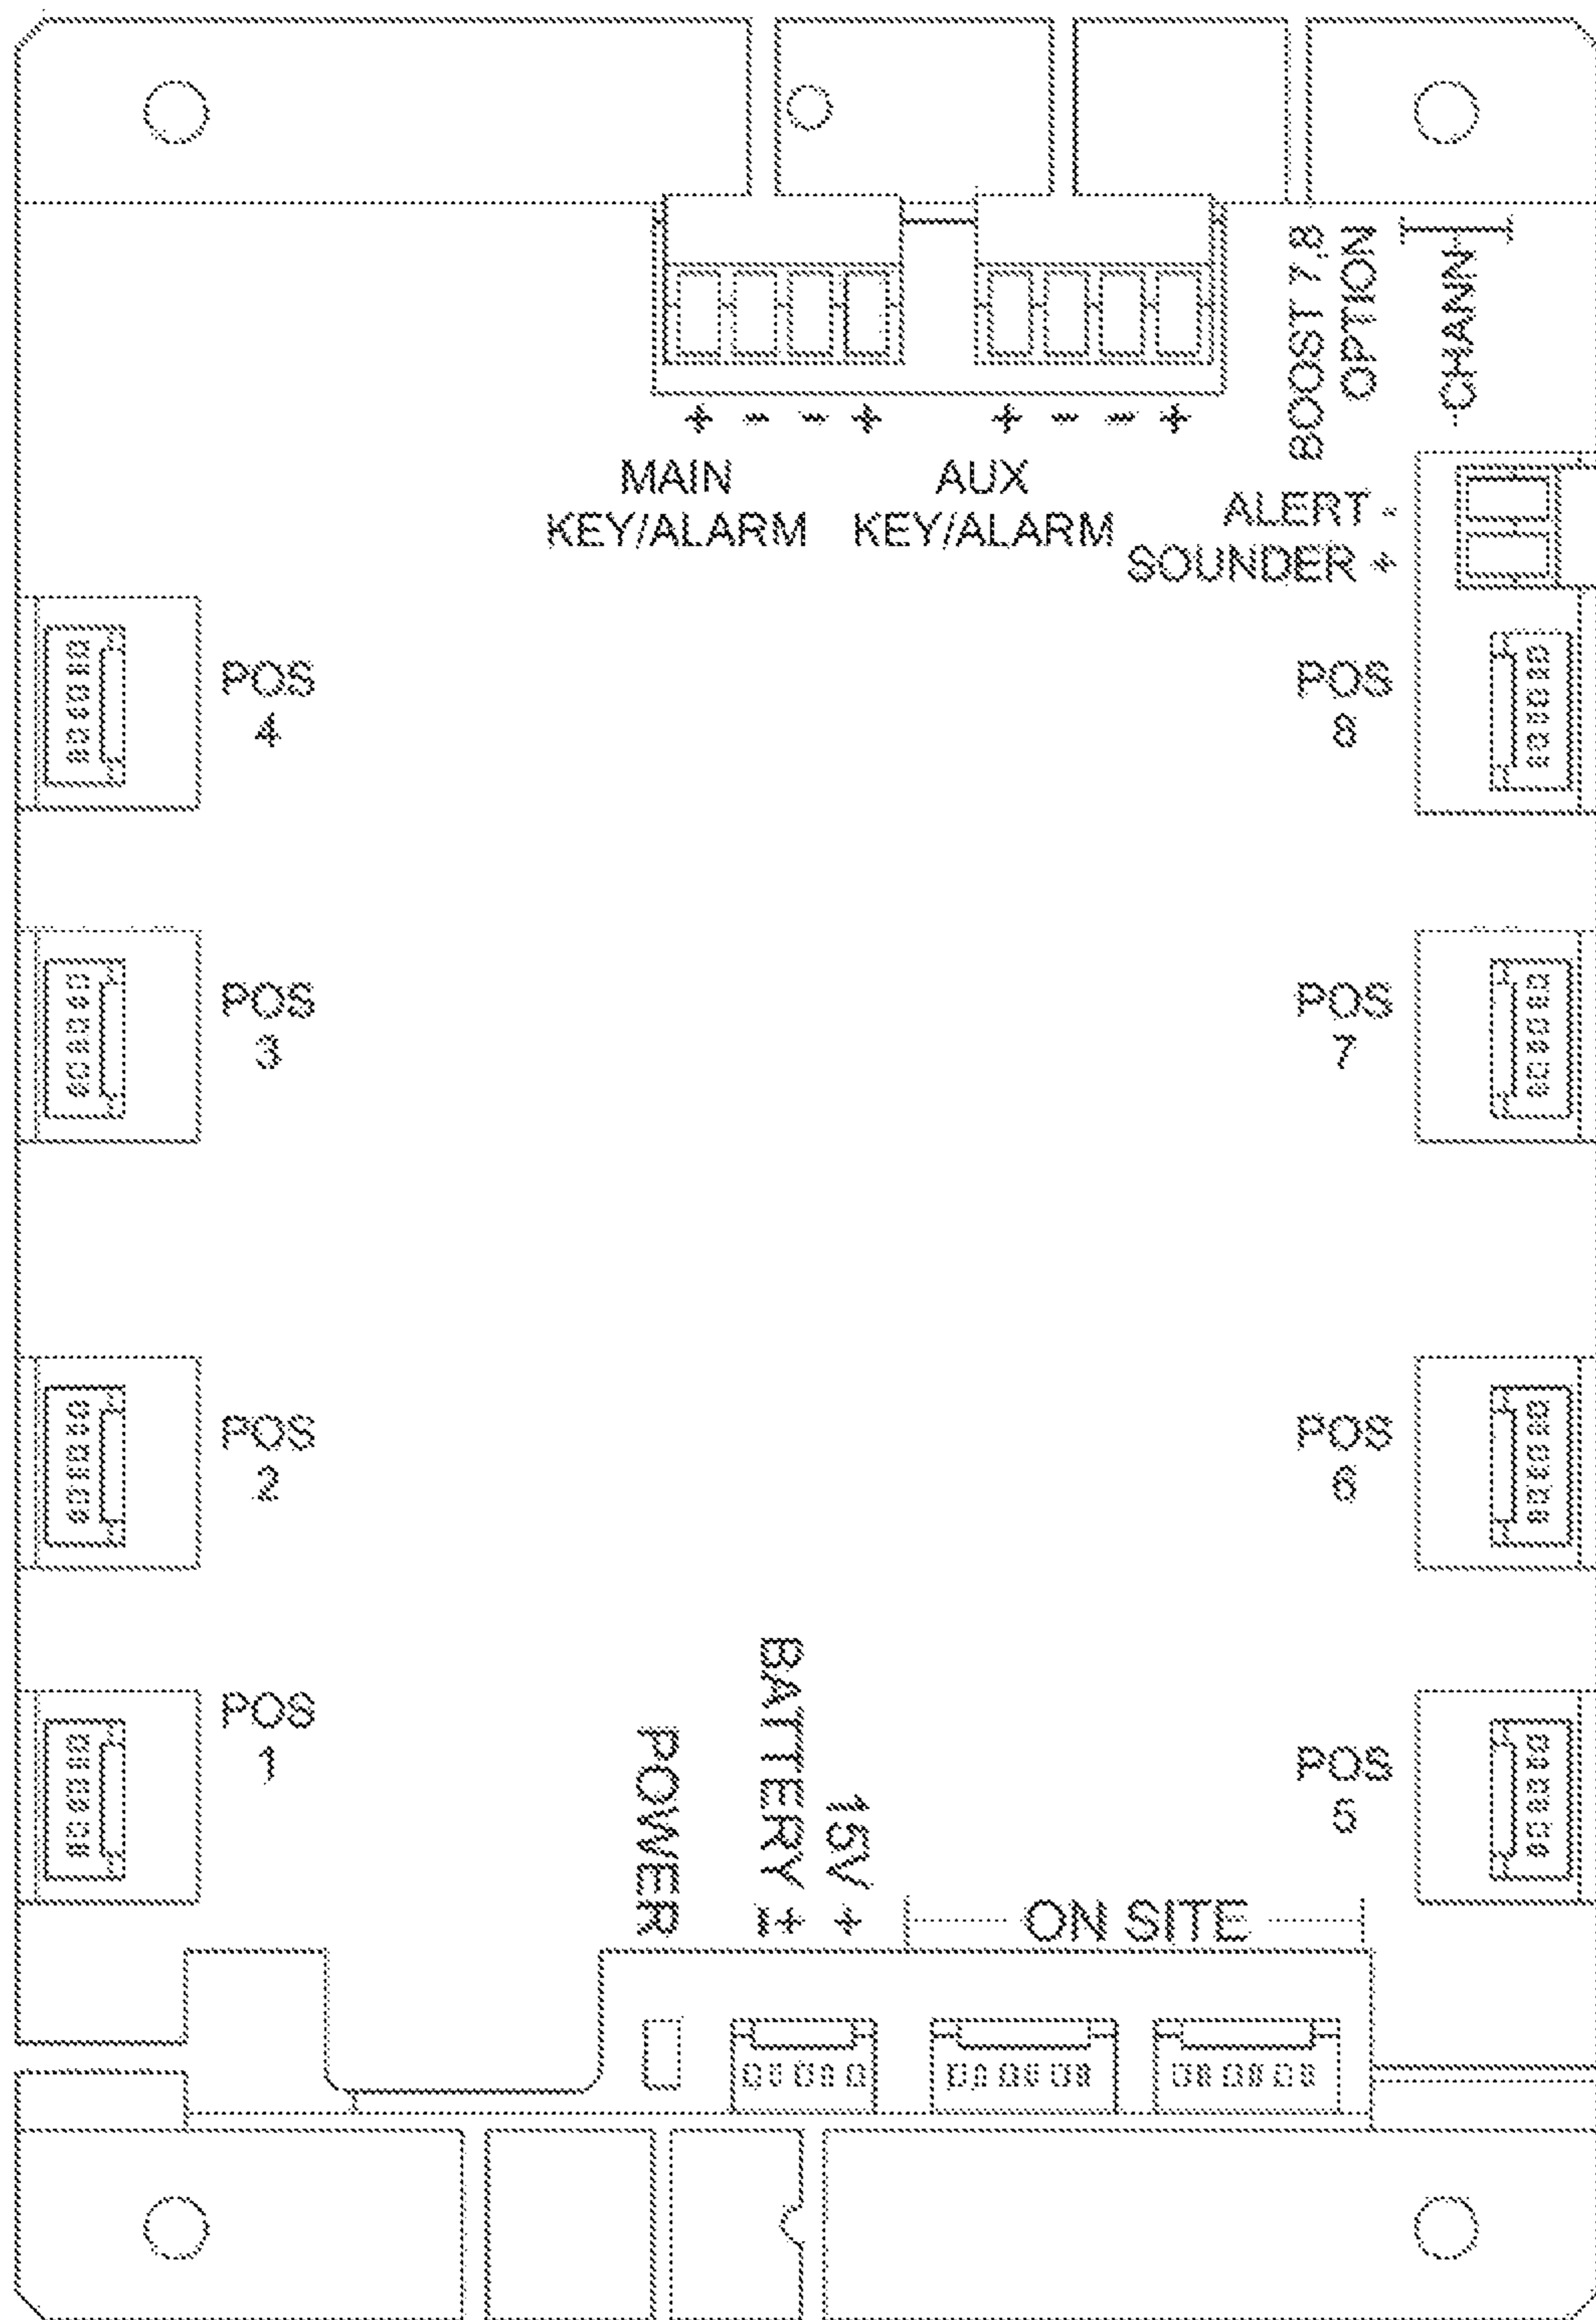 BOOST 7,8
OPTION
CHANN
+ - - +
+ - - +
MAIN
KEY/ALARM
AUX
KEY/ALARM
ALERT -
SOUNDER +
POS
4
POS
8
POS
3
POS
7
POS
2
POS
6
POS
1
POS
5
POWER
BATTERY ±
15V +
ON SITE